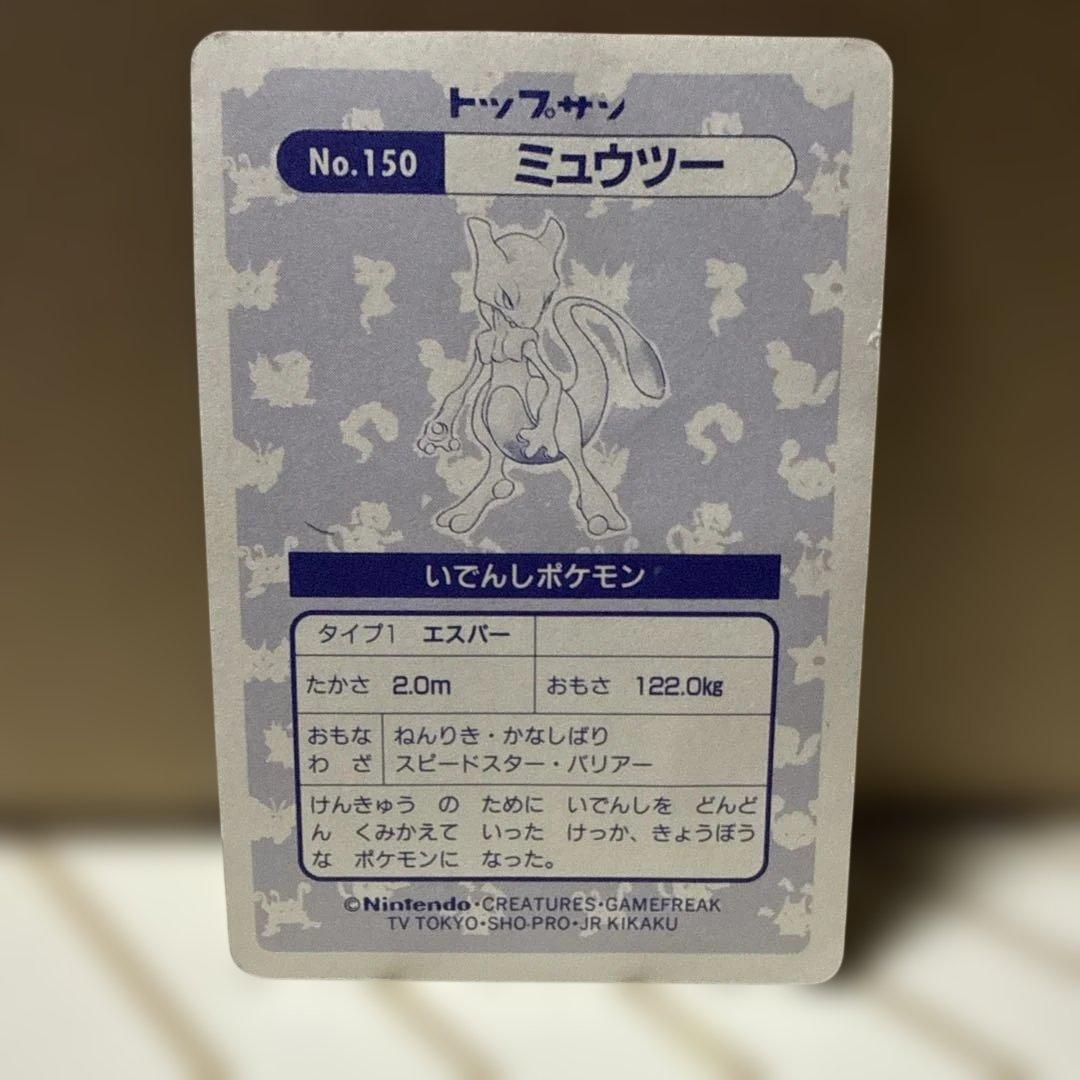 トップサン
No.150 ミュウツー
いでんしポケモン
タイプ1 エスパー
たかさ 2.0m おもさ 122.0kg
おもな ねんりき・かなしばり
わ ざ スピードスター・バリアー
けんきゅう の ために いでんしを どんど
ん くみかえて いった けっか、きょうぼう
な ポケモンに なった。
©Nintendo・CREATURES・GAMEFREAK
TV TOKYO・SHO-PRO・JR KIKAKU